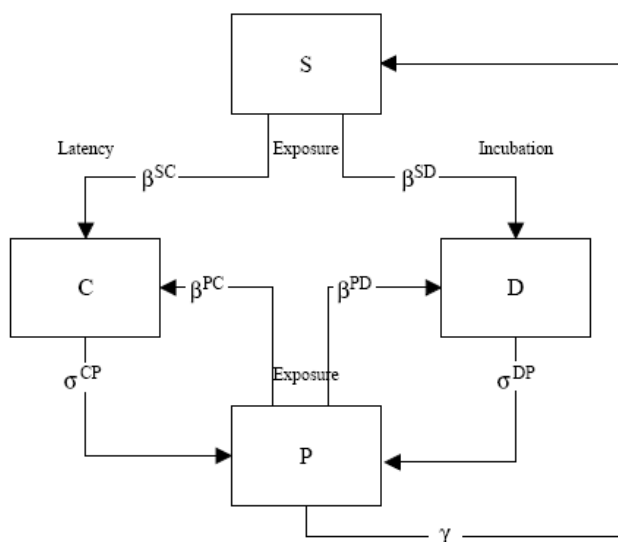 S
Latency
Exposure
Incubation
β^SC
β^SD
C
β^PC
β^PD
D
σ^CP
Exposure
σ^DP
P
γ